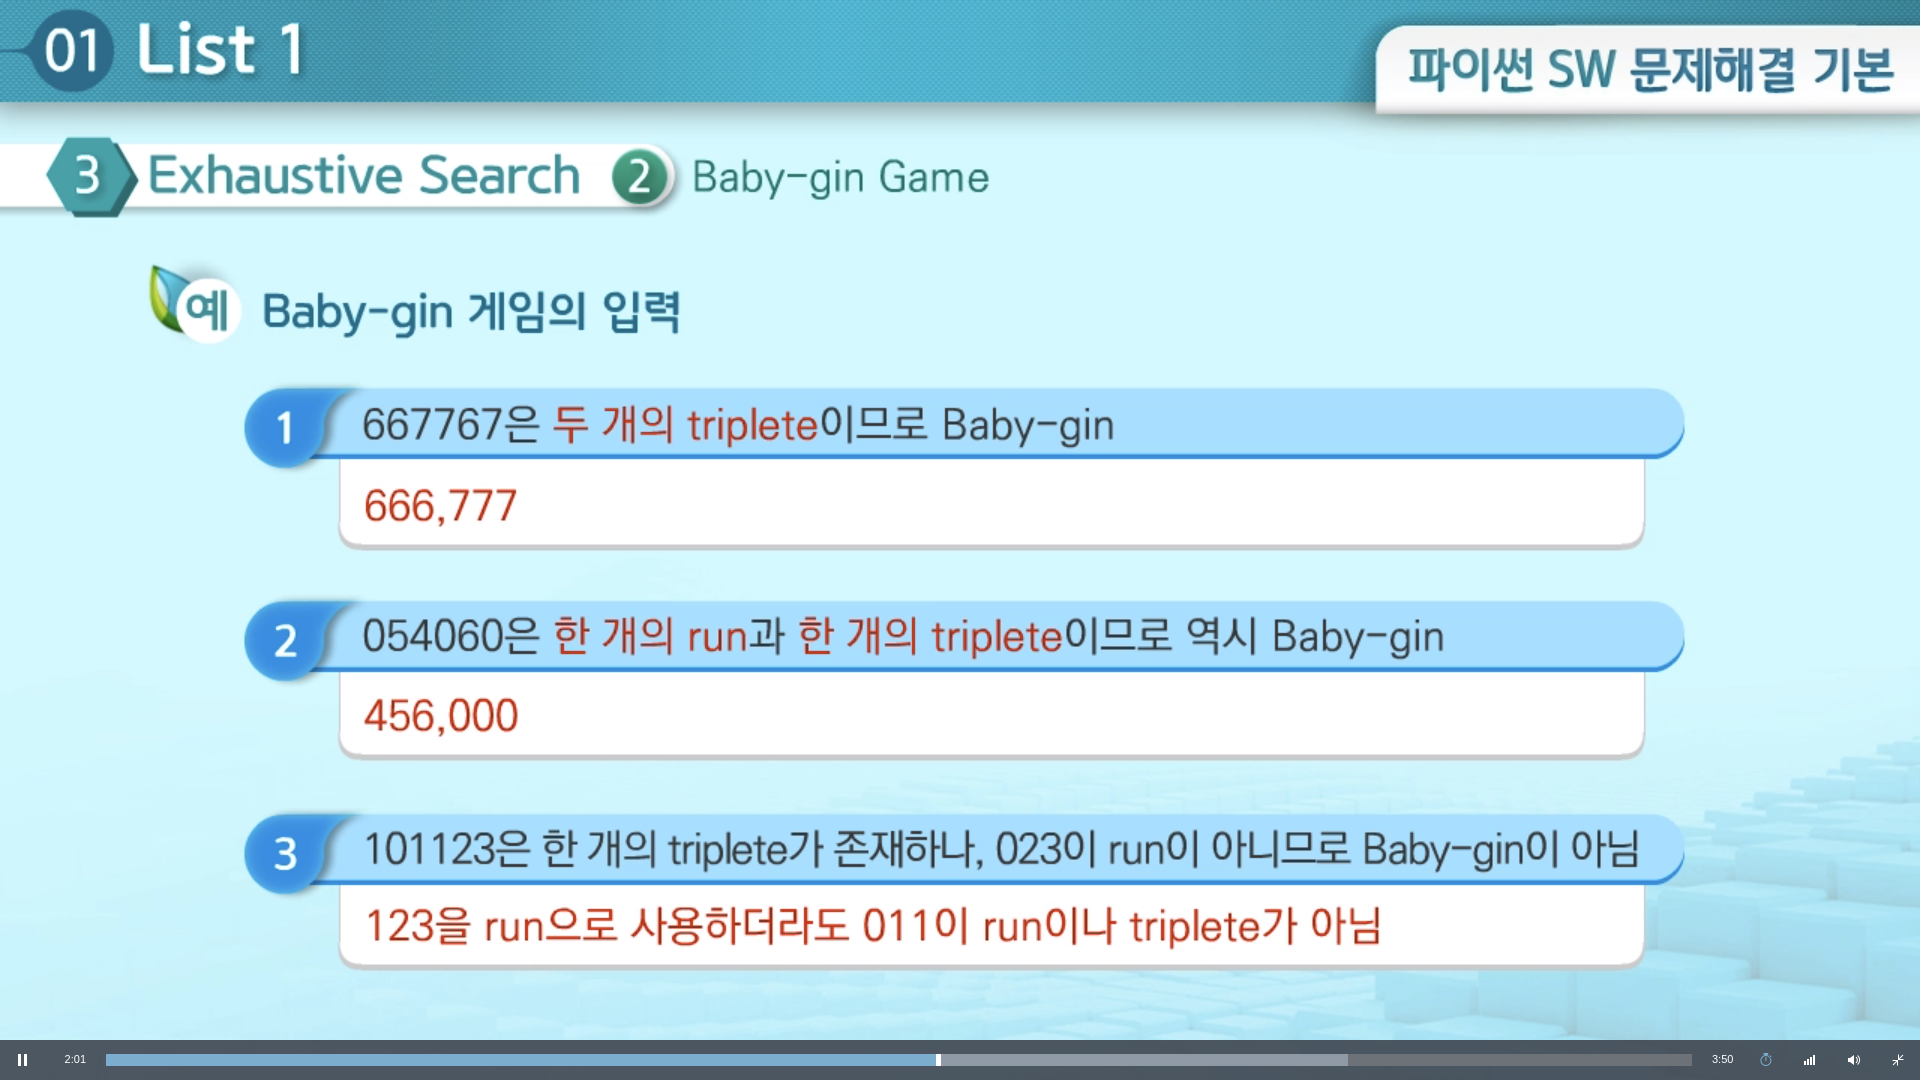 01 List 1
파이썬 SW 문제해결 기본
3 Exhaustive Search 2 Baby-gin Game
예 Baby-gin 게임의 입력
1 667767은 두 개의 triplete이므로 Baby-gin
666,777
2 054060은 한 개의 run과 한 개의 triplete이므로 역시 Baby-gin
456,000
3 101123은 한 개의 triplete가 존재하나, 023이 run이 아니므로 Baby-gin이 아님
123을 run으로 사용하더라도 011이 run이나 triplete가 아님
2:01 3:50